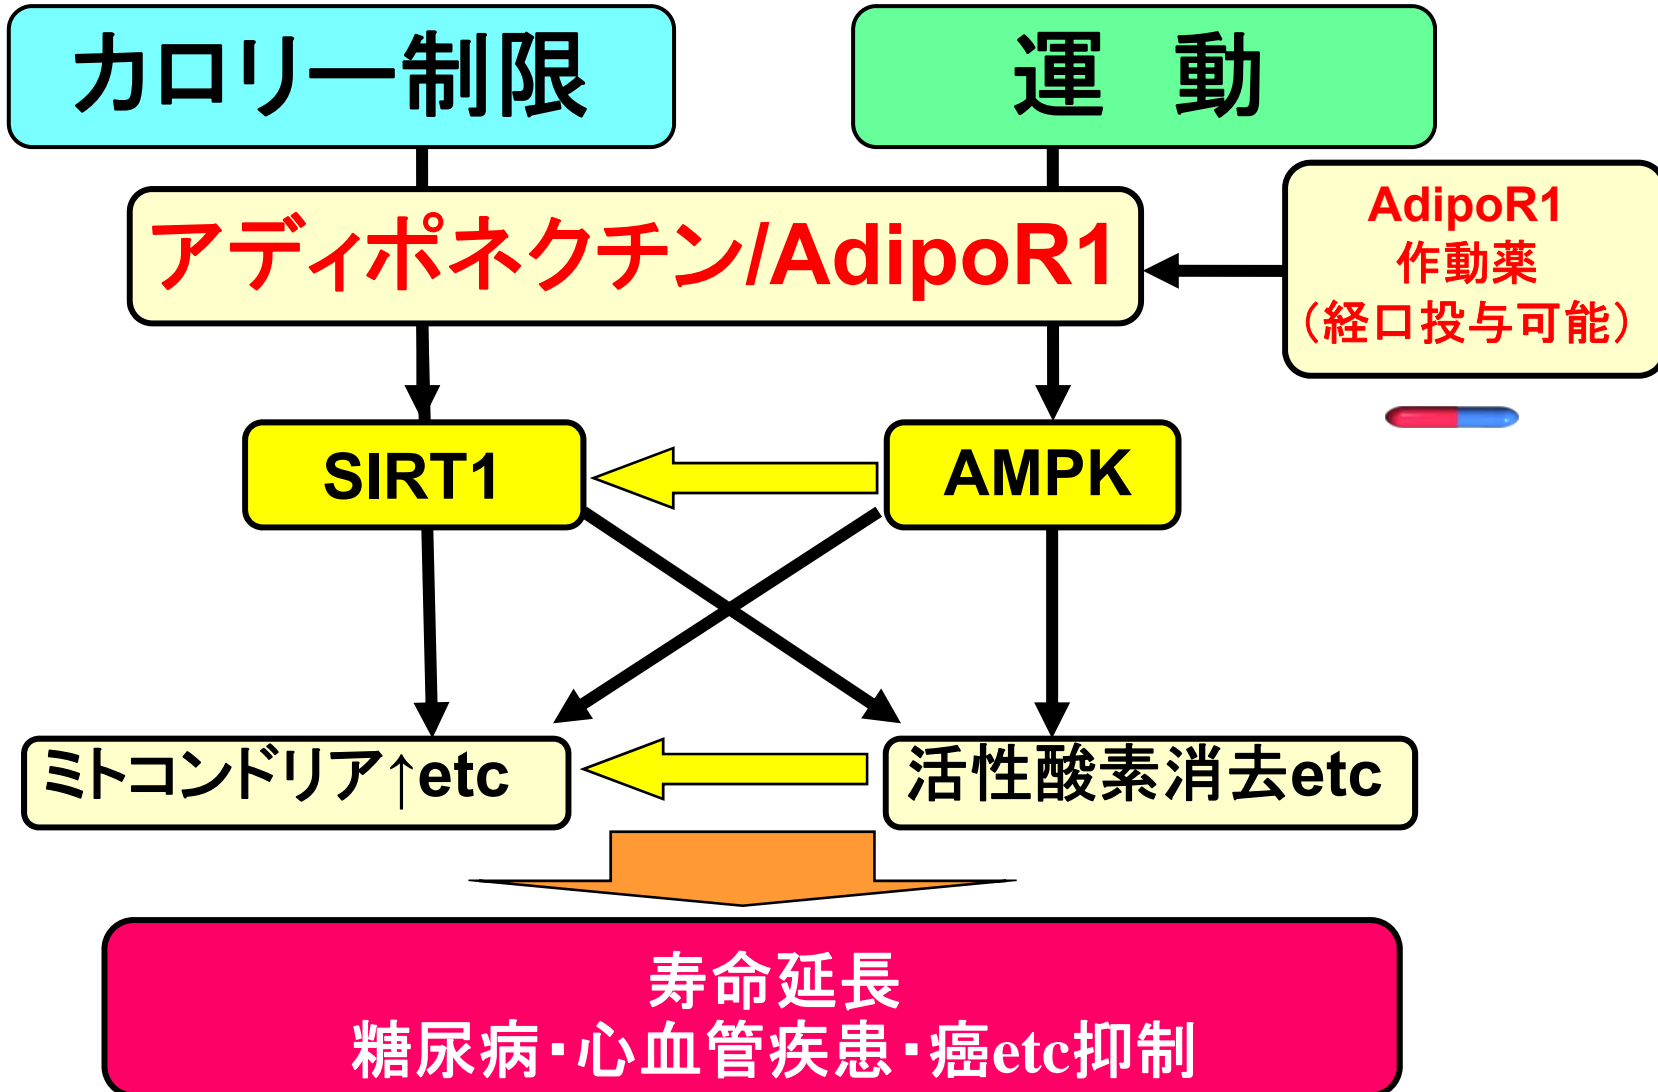 カロリー制限
運　動
アディポネクチン/AdipoR1
AdipoR1
作動薬
（経口投与可能）
SIRT1
AMPK
ミトコンドリア↑etc
活性酸素消去etc
寿命延長
糖尿病・心血管疾患・癌etc抑制